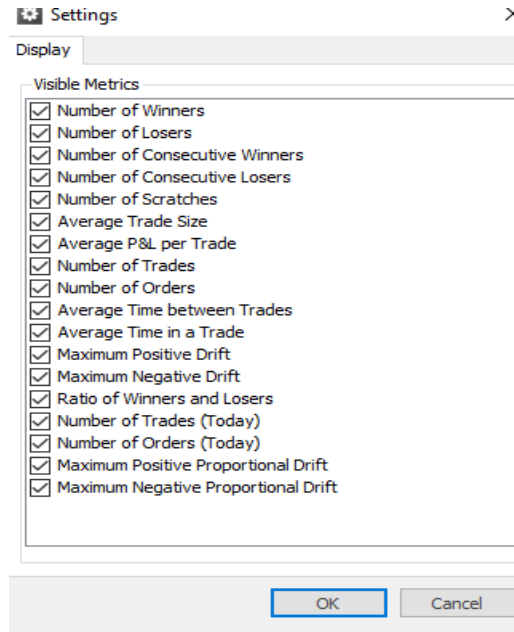 Settings
Display
Visible Metrics
Number of Winners
Number of Losers
Number of Consecutive Winners
Number of Consecutive Losers
Number of Scratches
Average Trade Size
Average P&L per Trade
Number of Trades
Number of Orders
Average Time between Trades
Average Time in a Trade
Maximum Positive Drift
Maximum Negative Drift
Ratio of Winners and Losers
Number of Trades (Today)
Number of Orders (Today)
Maximum Positive Proportional Drift
Maximum Negative Proportional Drift
OK Cancel